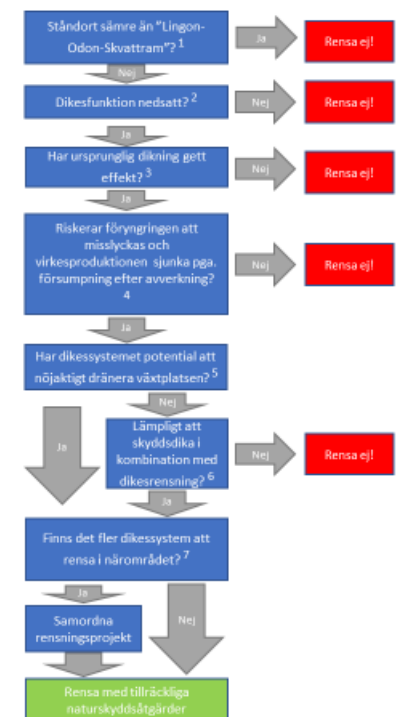 Ståndort sämre än "Lingon-
Odon-Skvattram"? 1
Ja
Rensa ej!
Nej
Dikesfunktion nedsatt? 2
Nej
Rensa ej!
Ja
Har ursprunglig dikning gett
effekt? 3
Nej
Rensa ej!
Ja
Riskerar föryngringen att
misslyckas och
virkesproduktionen sjunka pga.
försumpning efter avverkning?
4
Nej
Rensa ej!
Ja
Har dikessystemet potential att
nöjaktigt dränera växtplatsen? 5
Nej
Ja
Lämpligt att
skyddsdika i
kombination med
dikesrensning? 6
Nej
Rensa ej!
Ja
Finns det fler dikessystem att
rensa i närområdet? 7
Ja
Nej
Samordna
rensningsprojekt
Rensa med tillräckliga
naturskyddsåtgärder